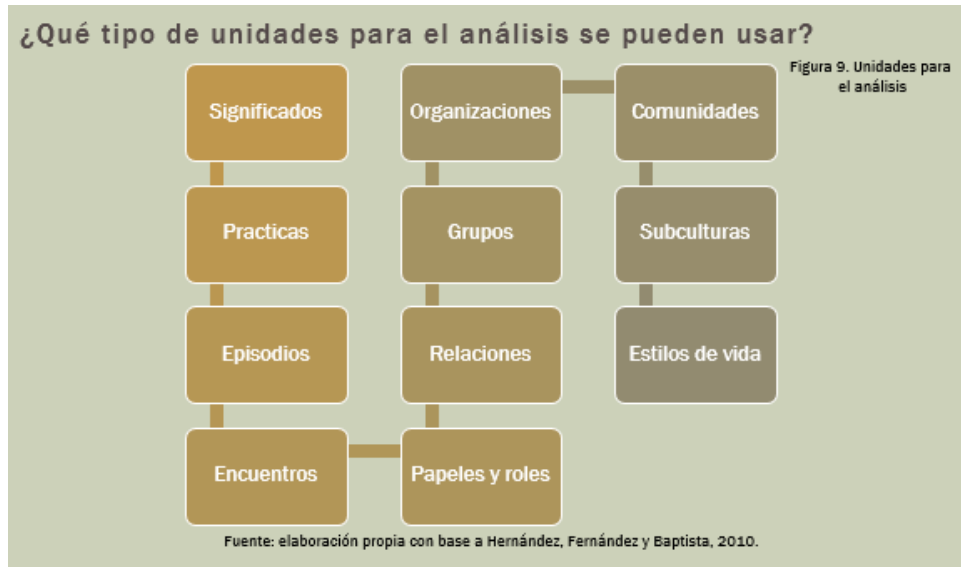 ¿Qué tipo de unidades para el análisis se pueden usar?
Figura 9. Unidades para
el análisis
Significados
Practicas
Episodios
Encuentros
Papeles y roles
Relaciones
Grupos
Organizaciones
Comunidades
Subculturas
Estilos de vida
Fuente: elaboración propia con base a Hernández, Fernández y Baptista, 2010.